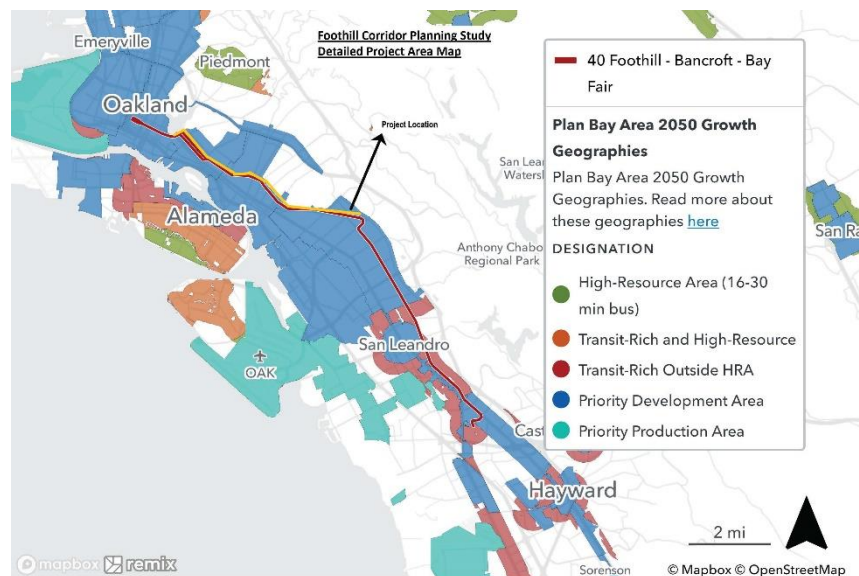 Foothill Corridor Planning Study
Detailed Project Area Map
Emeryville
Piedmont
Oakland
Project Location
San Lean
Watersh
Alameda
Anthony Chabo
Regional Park
San Ra
San Leandro
OAK
Cast
Hayward
Sorenson
40 Foothill - Bancroft - Bay
Fair
Plan Bay Area 2050 Growth
Geographies
Plan Bay Area 2050 Growth
Geographies. Read more about
these geographies here
DESIGNATION
High-Resource Area (16-30
min bus)
Transit-Rich and High-Resource
Transit-Rich Outside HRA
Priority Development Area
Priority Production Area
2 mi
mapbox remix
© Mapbox © OpenStreetMap